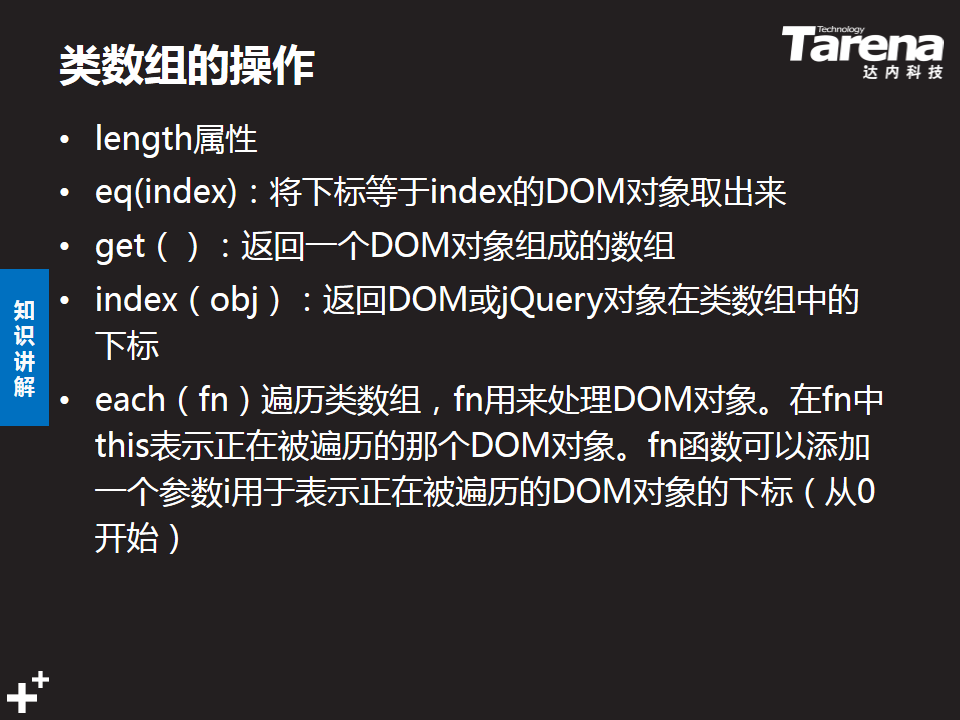 类数组的操作
Technology
Tarena
达内科技
• length属性
• eq(index)：将下标等于index的DOM对象取出来
• get（ ）：返回一个DOM对象组成的数组
• index（obj）：返回DOM或jQuery对象在类数组中的
下标
• each（fn）遍历类数组，fn用来处理DOM对象。在fn中
this表示正在被遍历的那个DOM对象。fn函数可以添加
一个参数i用于表示正在被遍历的DOM对象的下标（从0
开始）
知
识
讲
解